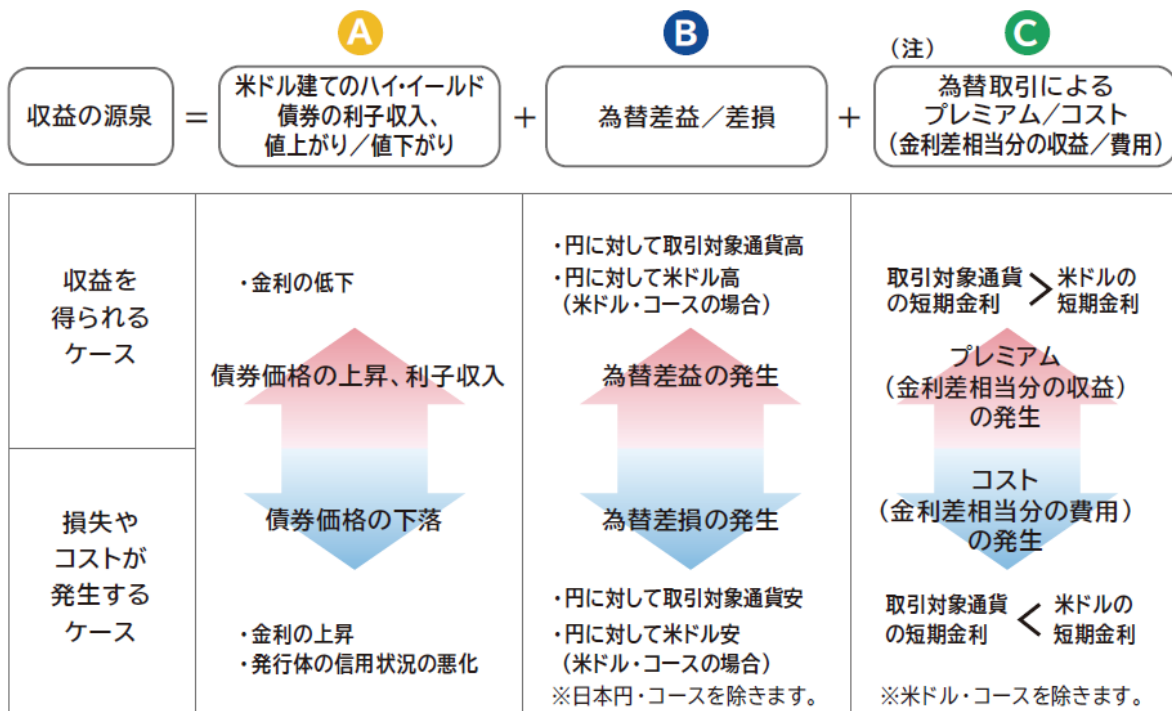 A
B
(注)
C
収益の源泉
=
米ドル建てのハイ・イールド
債券の利子収入、
値上がり/値下がり
+
為替差益/差損
+
為替取引による
プレミアム/コスト
(金利差相当分の収益/費用)
収益を
得られる
ケース
・金利の低下
債券価格の上昇、利子収入
・円に対して取引対象通貨高
・円に対して米ドル高
(米ドル・コースの場合)
為替差益の発生
取引対象通貨
の短期金利
>
米ドルの
短期金利
プレミアム
(金利差相当分の収益)
の発生
損失や
コストが
発生する
ケース
債券価格の下落
・金利の上昇
・発行体の信用状況の悪化
為替差損の発生
・円に対して取引対象通貨安
・円に対して米ドル安
(米ドル・コースの場合)
※日本円・コースを除きます。
コスト
(金利差相当分の費用)
の発生
取引対象通貨
の短期金利
<
米ドルの
短期金利
※米ドル・コースを除きます。